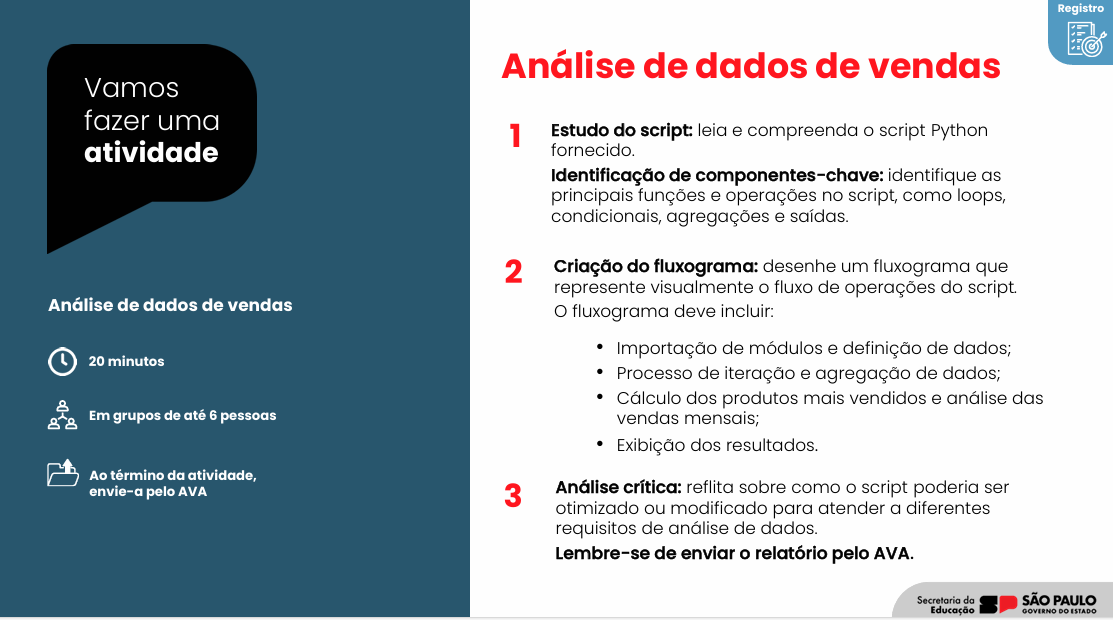 Registro
Vamos
fazer uma
atividade
Análise de dados de vendas
20 minutos
Em grupos de até 6 pessoas
Ao término da atividade,
envie-a pelo AVA
Análise de dados de vendas
1
Estudo do script: leia e compreenda o script Python
fornecido.
Identificação de componentes-chave: identifique as
principais funções e operações no script, como loops,
condicionais, agregações e saídas.
2
Criação do fluxograma: desenhe um fluxograma que
represente visualmente o fluxo de operações do script.
O fluxograma deve incluir:
• Importação de módulos e definição de dados;
• Processo de iteração e agregação de dados;
• Cálculo dos produtos mais vendidos e análise das
vendas mensais;
• Exibição dos resultados.
3
Análise crítica: reflita sobre como o script poderia ser
otimizado ou modificado para atender a diferentes
requisitos de análise de dados.
Lembre-se de enviar o relatório pelo AVA.
Secretaria da
Educação
SÃO PAULO
GOVERNO DO ESTADO